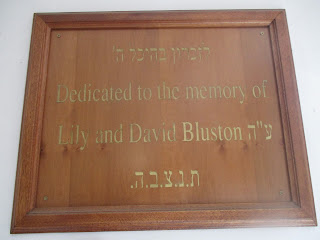 לזכרון בהיכל ה'
Dedicated to the memory of
Lily and David Bluston ע"ה
ת.נ.צ.ב.ה.